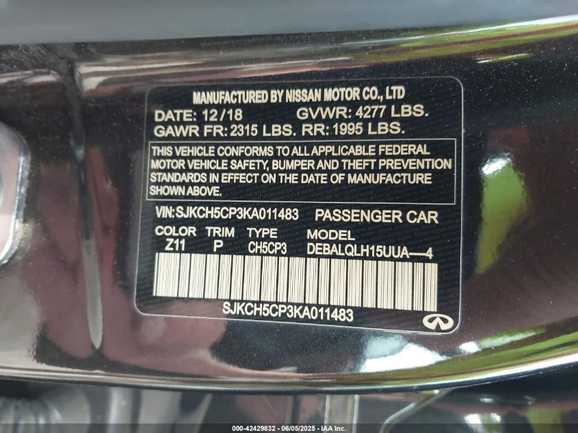 MANUFACTURED BY NISSAN MOTOR CO., LTD
DATE: 12/18 GVWR: 4277 LBS.
GAWR FR: 2315 LBS. RR: 1995 LBS.
THIS VEHICLE CONFORMS TO ALL APPLICABLE FEDERAL
MOTOR VEHICLE SAFETY, BUMPER AND THEFT PREVENTION
STANDARDS IN EFFECT ON THE DATE OF MANUFACTURE
SHOWN ABOVE.
VIN: SJKCH5CP3KA011483 PASSENGER CAR
COLOR TRIM TYPE MODEL
Z11 P CH5CP3 DEBALQLH15UUA—4
SJKCH5CP3KA011483
000-42429832 - 06/05/2025 - IAA Inc.